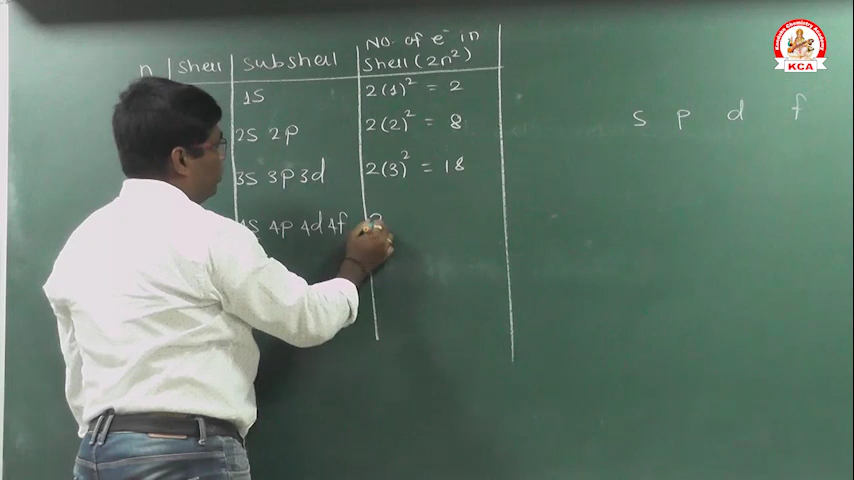 n Shell Subshell No. of e⁻ in Shell (2n²)
1S 2(1)² = 2
2S 2p 2(2)² = 8
3S 3p 3d 2(3)² = 18
4S 4p 4d 4f 2
s p d f
KCA